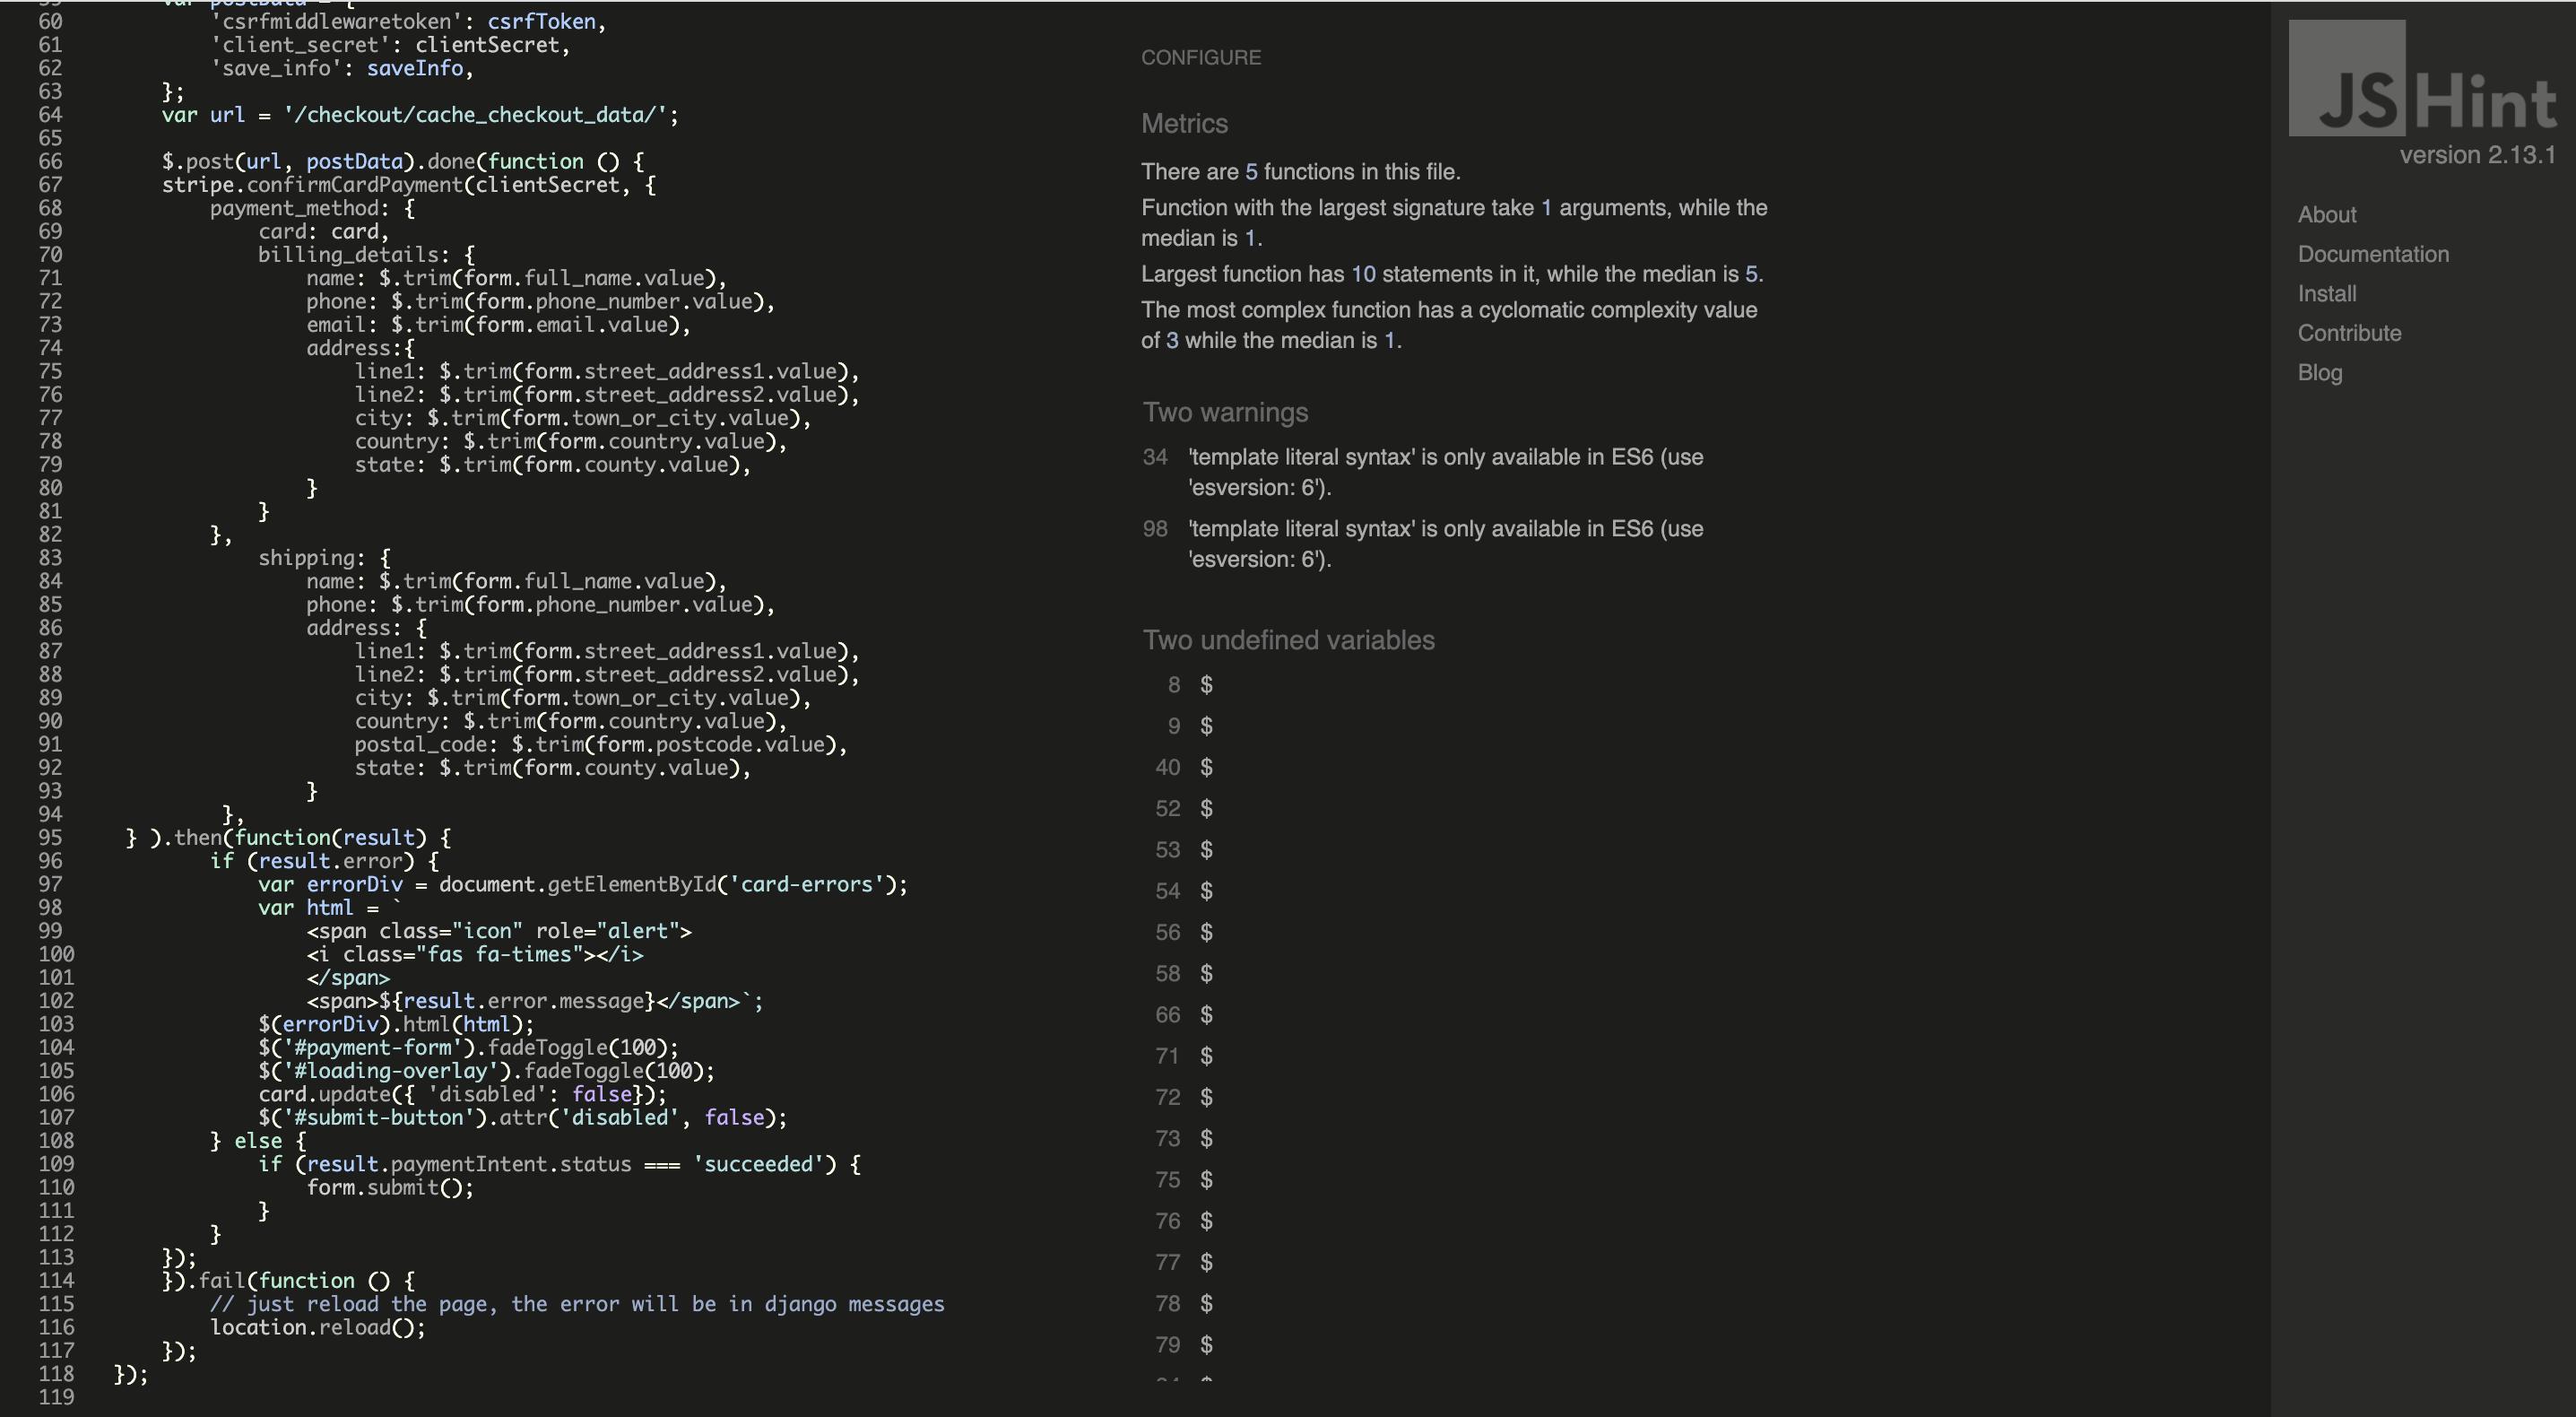 60 'csrfmiddlewaretoken': csrfToken,
61 'client_secret': clientSecret,
62 'save_info': saveInfo,
63 };
64 var url = '/checkout/cache_checkout_data/';
65
66 $.post(url, postData).done(function () {
67 stripe.confirmCardPayment(clientSecret, {
68 payment_method: {
69 card: card,
70 billing_details: {
71 name: $.trim(form.full_name.value),
72 phone: $.trim(form.phone_number.value),
73 email: $.trim(form.email.value),
74 address:{
75 line1: $.trim(form.street_address1.value),
76 line2: $.trim(form.street_address2.value),
77 city: $.trim(form.town_or_city.value),
78 country: $.trim(form.country.value),
79 state: $.trim(form.county.value),
80 }
81 }
82 },
83 shipping: {
84 name: $.trim(form.full_name.value),
85 phone: $.trim(form.phone_number.value),
86 address: {
87 line1: $.trim(form.street_address1.value),
88 line2: $.trim(form.street_address2.value),
89 city: $.trim(form.town_or_city.value),
90 country: $.trim(form.country.value),
91 postal_code: $.trim(form.postcode.value),
92 state: $.trim(form.county.value),
93 }
94 },
95 } ).then(function(result) {
96 if (result.error) {
97 var errorDiv = document.getElementById('card-errors');
98 var html = `
99 <span class="icon" role="alert">
100 <i class="fas fa-times"></i>
101 </span>
102 <span>${result.error.message}</span>`;
103 $(errorDiv).html(html);
104 $('#payment-form').fadeToggle(100);
105 $('#loading-overlay').fadeToggle(100);
106 card.update({ 'disabled': false});
107 $('#submit-button').attr('disabled', false);
108 } else {
109 if (result.paymentIntent.status === 'succeeded') {
110 form.submit();
111 }
112 }
113 });
114 }).fail(function () {
115 // just reload the page, the error will be in django messages
116 location.reload();
117 });
118 });
119
CONFIGURE
Metrics
There are 5 functions in this file.
Function with the largest signature take 1 arguments, while the
median is 1.
Largest function has 10 statements in it, while the median is 5.
The most complex function has a cyclomatic complexity value
of 3 while the median is 1.
Two warnings
34 'template literal syntax' is only available in ES6 (use
'esversion: 6').
98 'template literal syntax' is only available in ES6 (use
'esversion: 6').
Two undefined variables
8 $
9 $
40 $
52 $
53 $
54 $
56 $
58 $
66 $
71 $
72 $
73 $
75 $
76 $
77 $
78 $
79 $
JSHint
version 2.13.1
About
Documentation
Install
Contribute
Blog